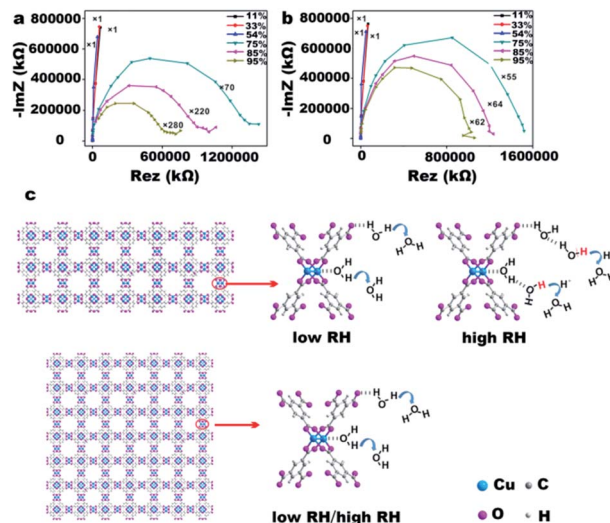 a
-ImZ (kΩ)
800000
600000
400000
200000
0
0
6000000
12000000
Rez (kΩ)
×1
×1
×1
×70
×220
×280
11%
33%
54%
75%
85%
95%
b
-ImZ (kΩ)
800000
600000
400000
200000
0
0
800000
1600000
Rez (kΩ)
×1
×1
×55
×64
×62
11%
33%
54%
75%
85%
95%
c
low RH
high RH
low RH/high RH
Cu
C
O
H